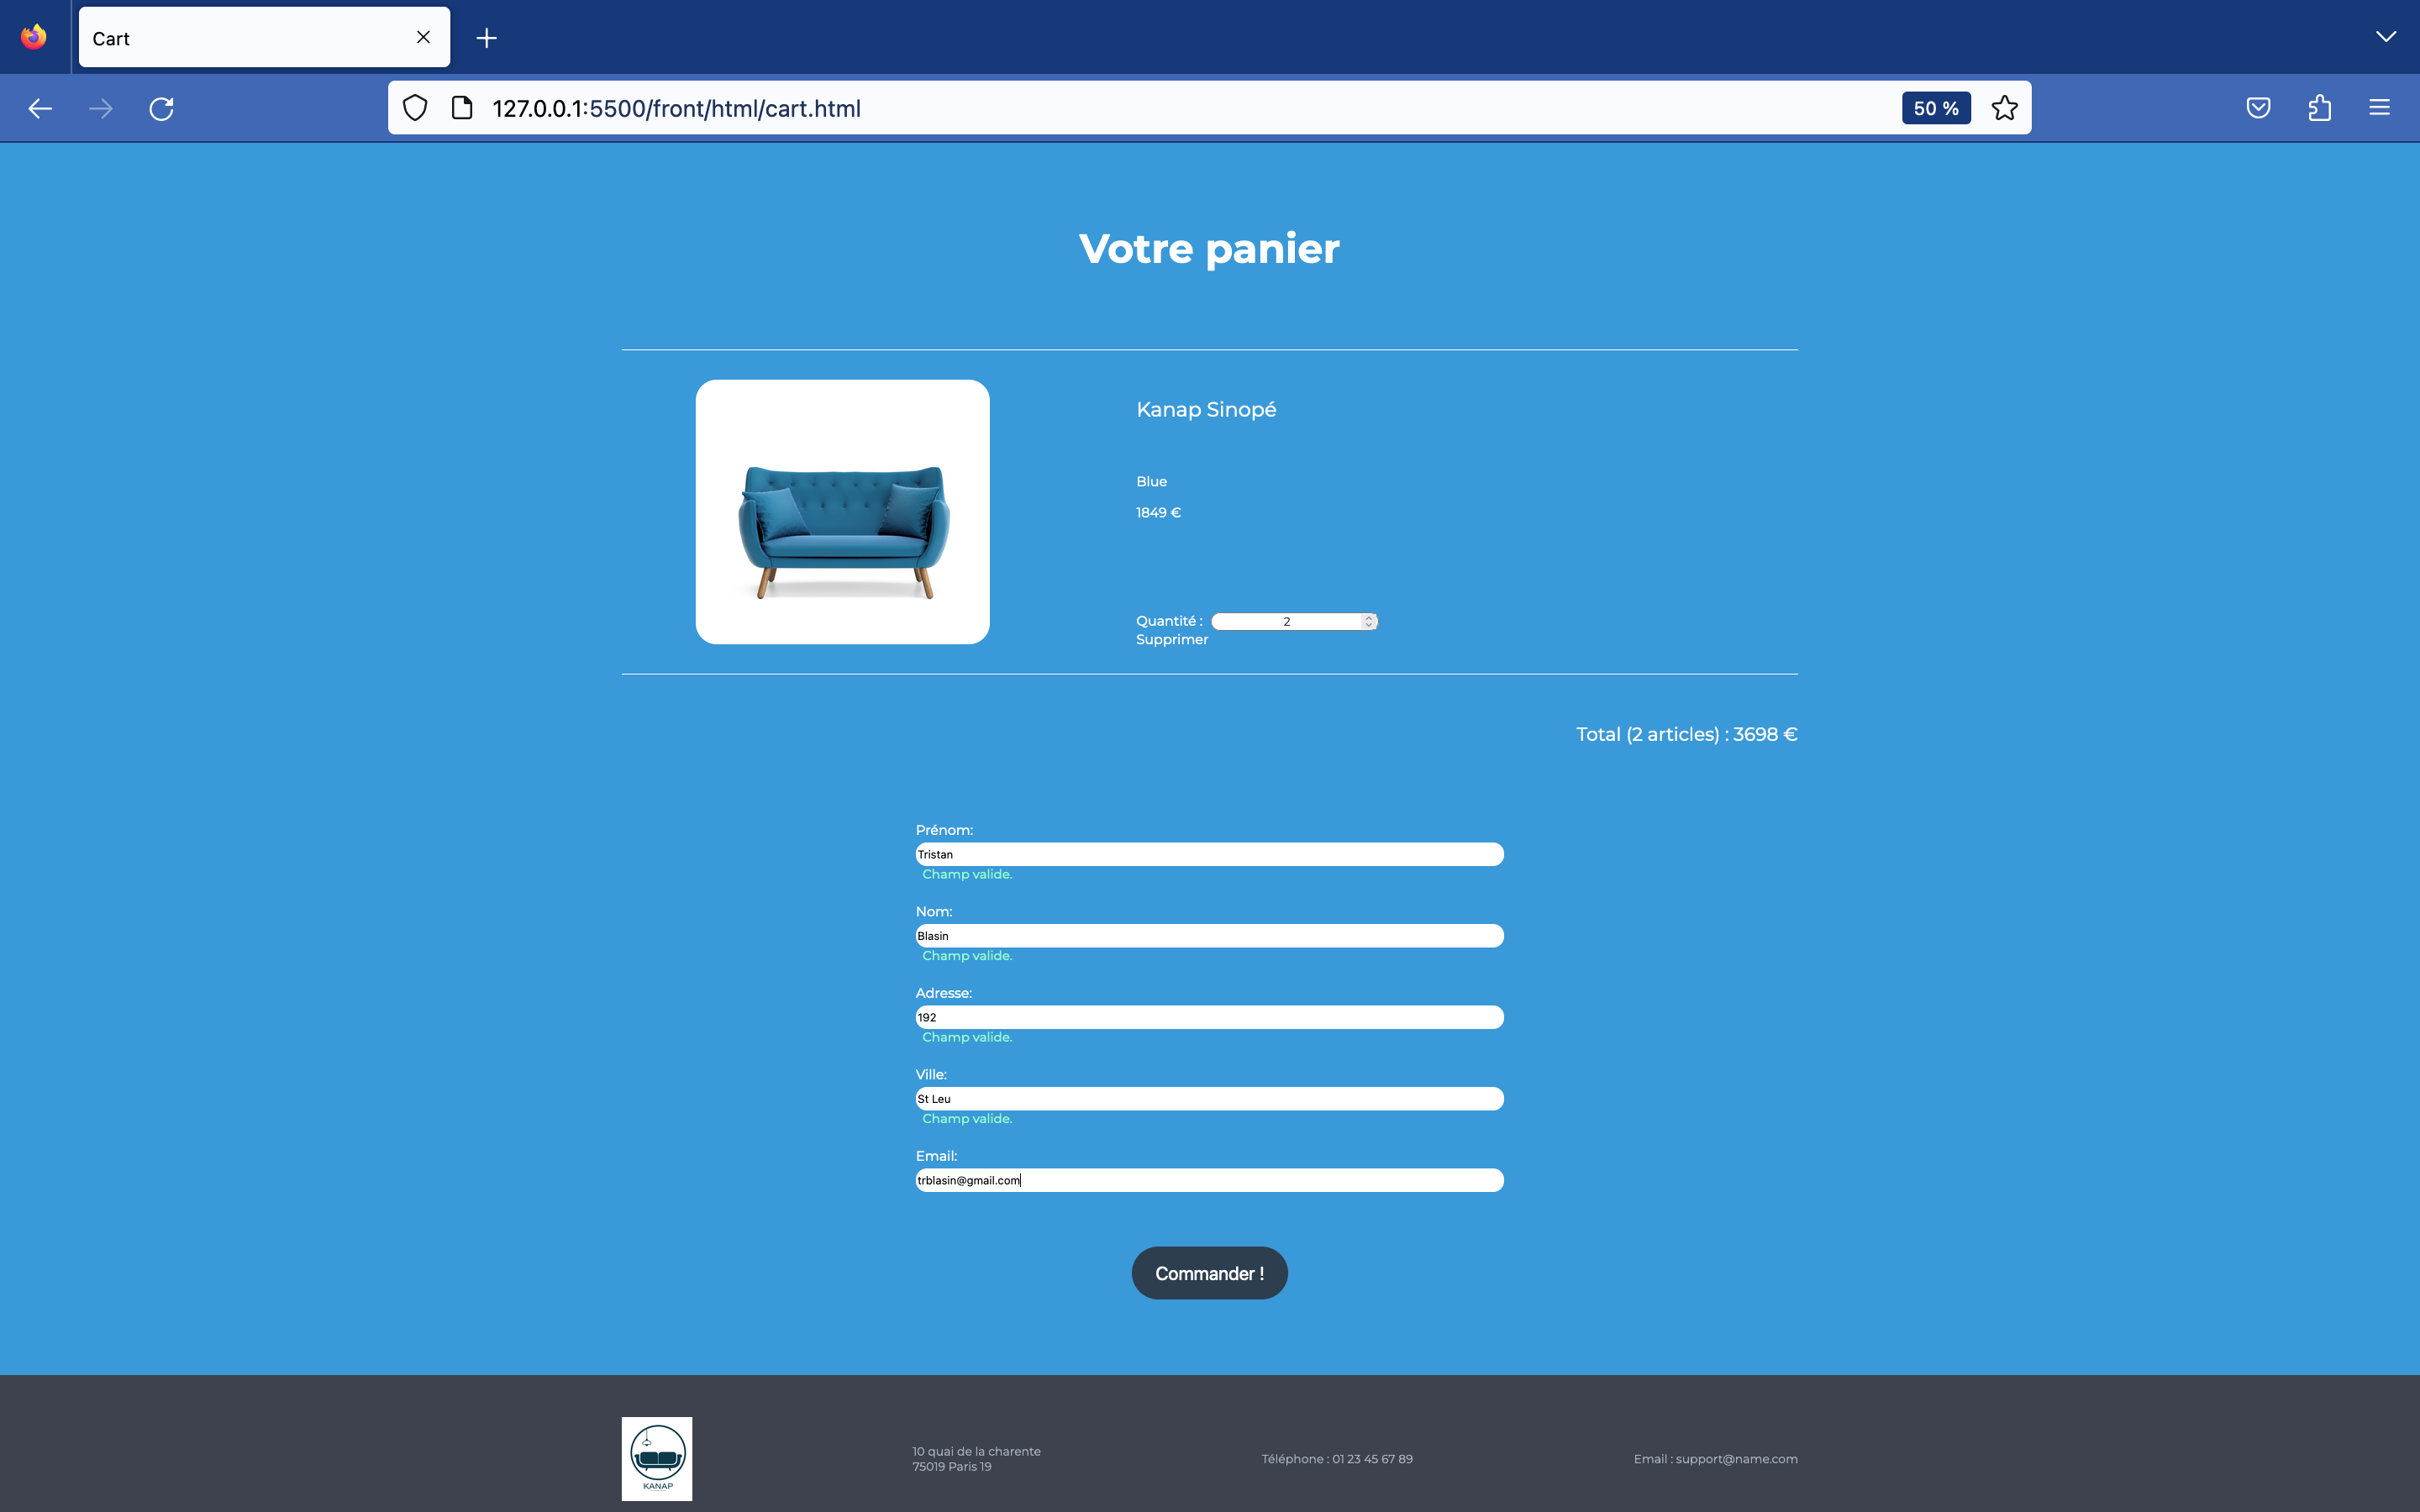 Cart
127.0.0.1:5500/front/html/cart.html
50 %
Votre panier
Kanap Sinopé
Blue
1849 €
Quantité : 2
Supprimer
Total (2 articles) : 3698 €
Prénom:
Tristan
Champ valide.
Nom:
Blasin
Champ valide.
Adresse:
192
Champ valide.
Ville:
St Leu
Champ valide.
Email:
trblasin@gmail.com
Commander !
KANAP
10 quai de la charente
75019 Paris 19
Téléphone : 01 23 45 67 89
Email : support@name.com